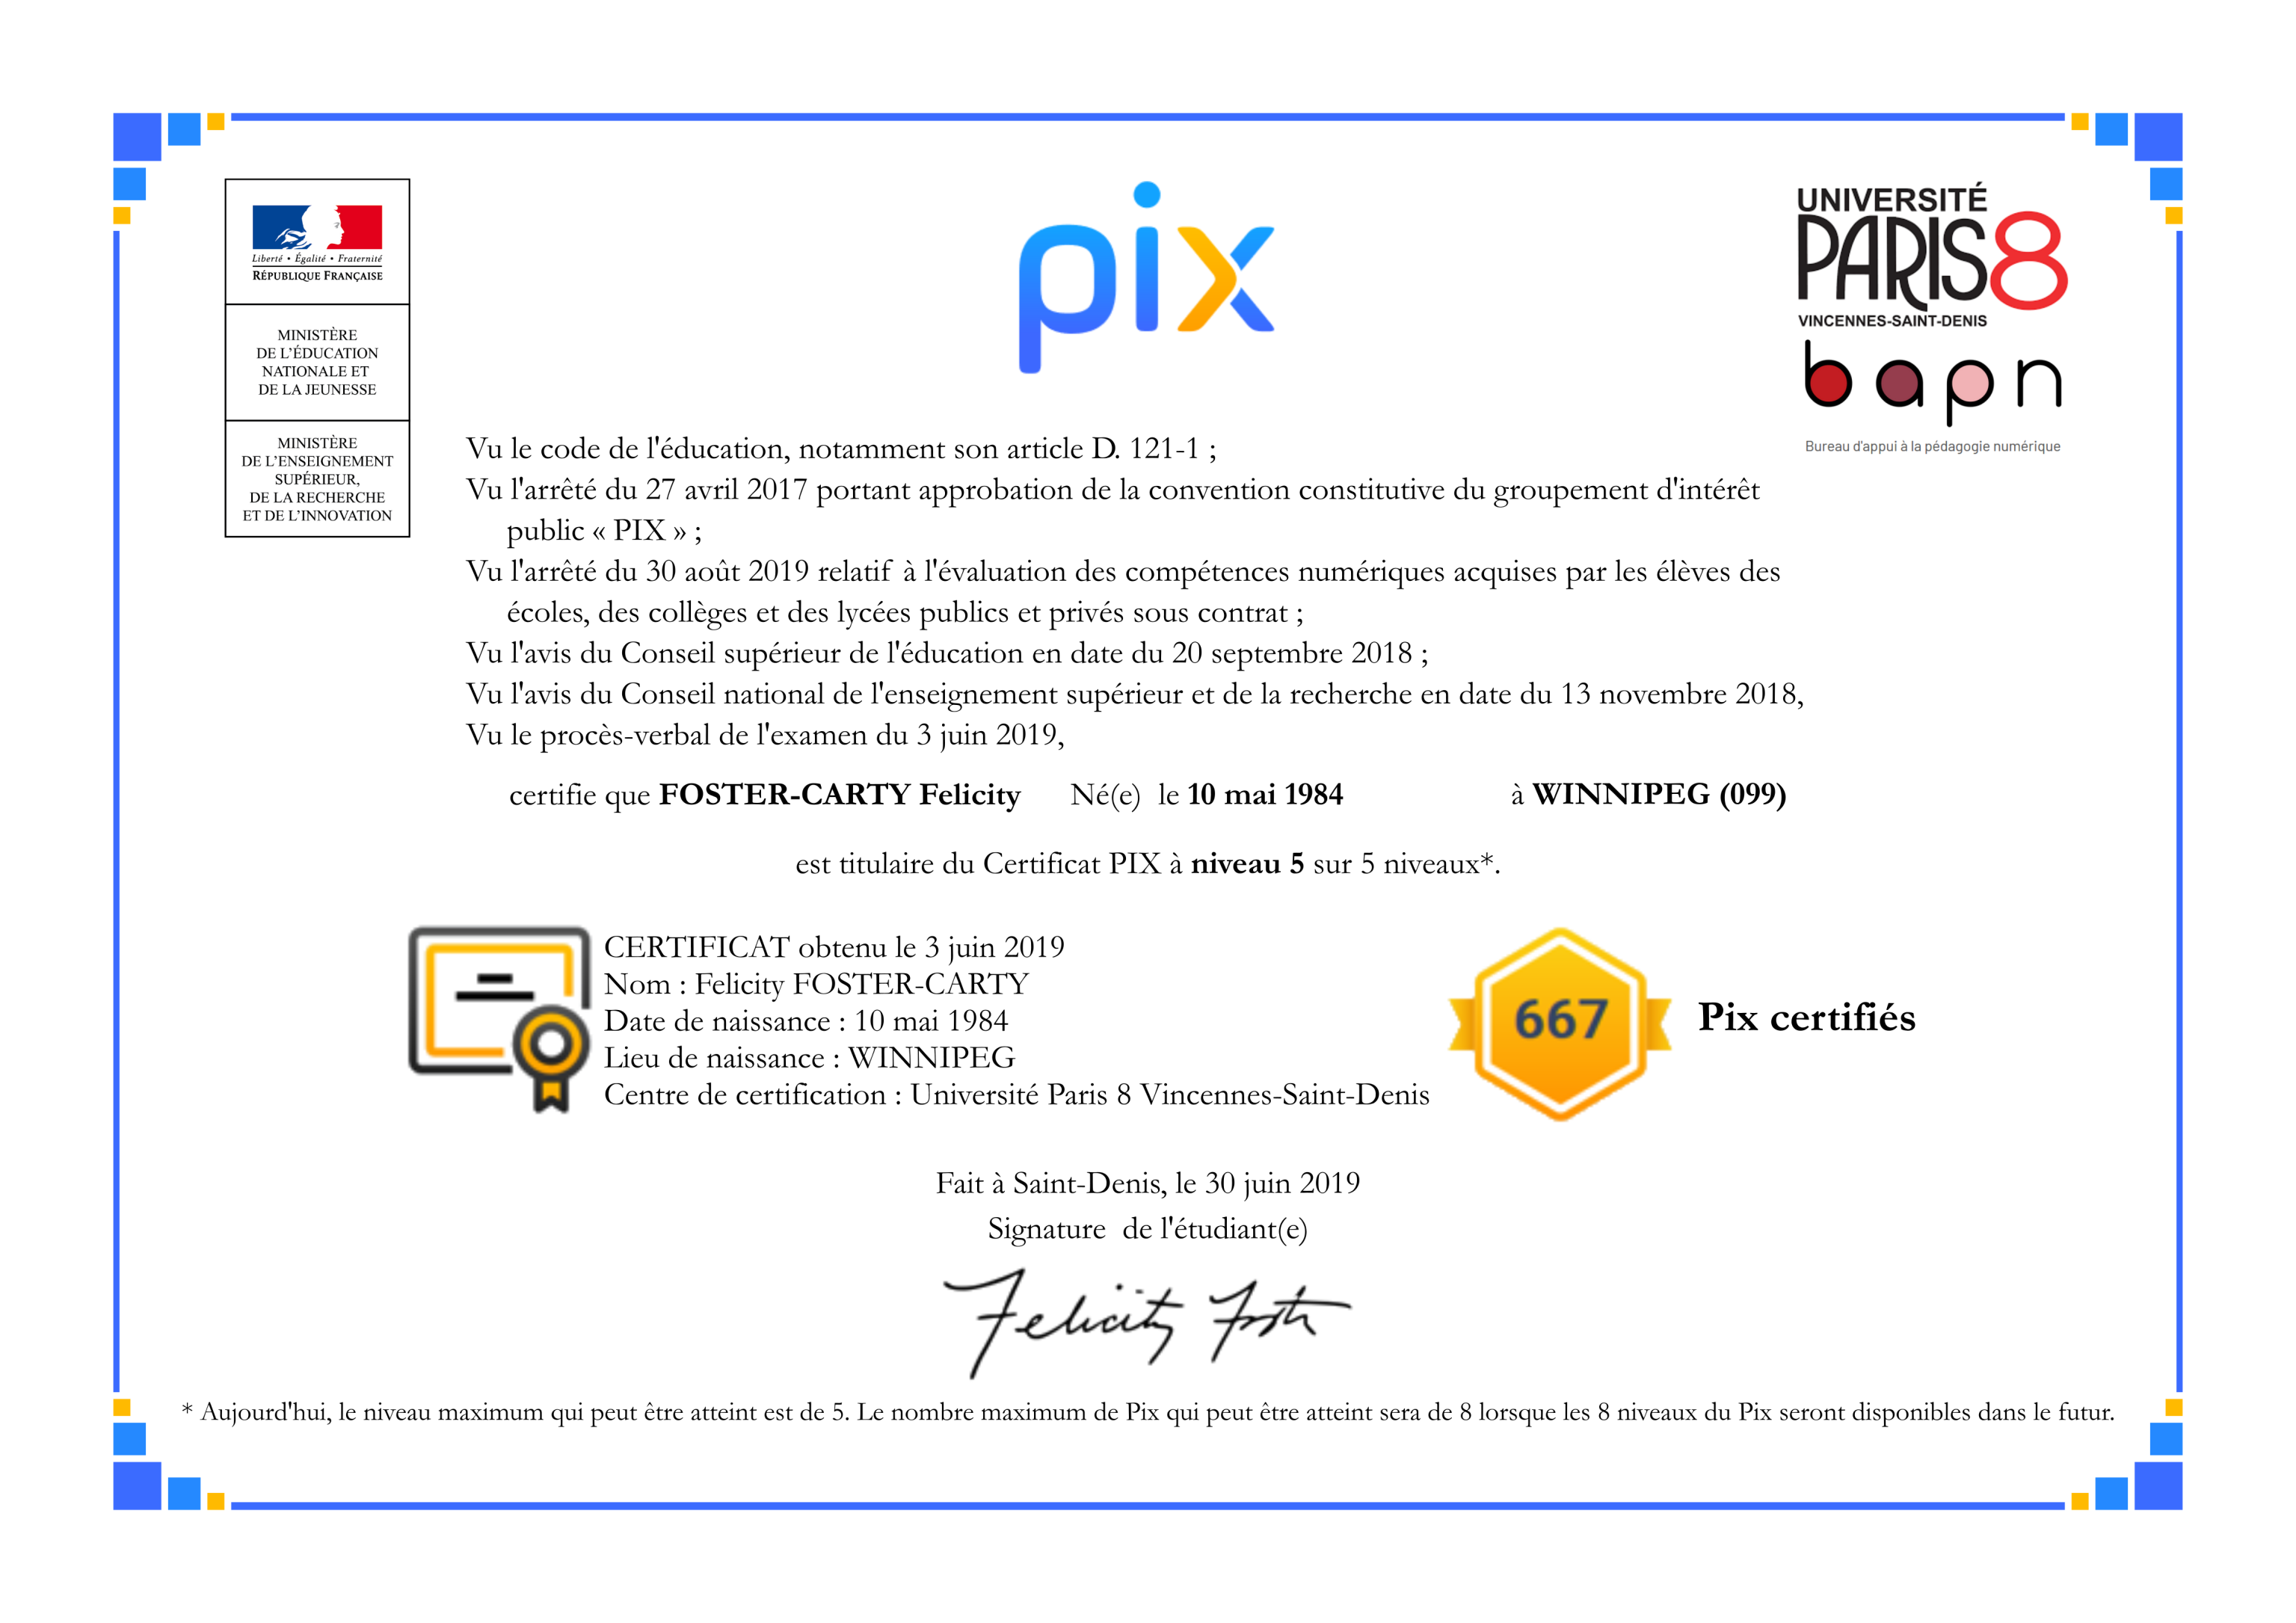 Liberté • Égalité • Fraternité
RÉPUBLIQUE FRANÇAISE
MINISTÈRE
DE L'ÉDUCATION
NATIONALE ET
DE LA JEUNESSE
MINISTÈRE
DE L'ENSEIGNEMENT
SUPÉRIEUR,
DE LA RECHERCHE
ET DE L'INNOVATION
pix
UNIVERSITÉ
PARIS8
VINCENNES-SAINT-DENIS
bapn
Bureau d'appui à la pédagogie numérique
Vu le code de l'éducation, notamment son article D. 121-1 ;
Vu l'arrêté du 27 avril 2017 portant approbation de la convention constitutive du groupement d'intérêt
public « PIX » ;
Vu l'arrêté du 30 août 2019 relatif à l'évaluation des compétences numériques acquises par les élèves des
écoles, des collèges et des lycées publics et privés sous contrat ;
Vu l'avis du Conseil supérieur de l'éducation en date du 20 septembre 2018 ;
Vu l'avis du Conseil national de l'enseignement supérieur et de la recherche en date du 13 novembre 2018,
Vu le procès-verbal de l'examen du 3 juin 2019,
certifie que FOSTER-CARTY Felicity Né(e) le 10 mai 1984 à WINNIPEG (099)
est titulaire du Certificat PIX à niveau 5 sur 5 niveaux*.
CERTIFICAT obtenu le 3 juin 2019
Nom : Felicity FOSTER-CARTY
Date de naissance : 10 mai 1984
Lieu de naissance : WINNIPEG
Centre de certification : Université Paris 8 Vincennes-Saint-Denis
667 Pix certifiés
Fait à Saint-Denis, le 30 juin 2019
Signature de l'étudiant(e)
Felicity Foster
* Aujourd'hui, le niveau maximum qui peut être atteint est de 5. Le nombre maximum de Pix qui peut être atteint sera de 8 lorsque les 8 niveaux du Pix seront disponibles dans le futur.